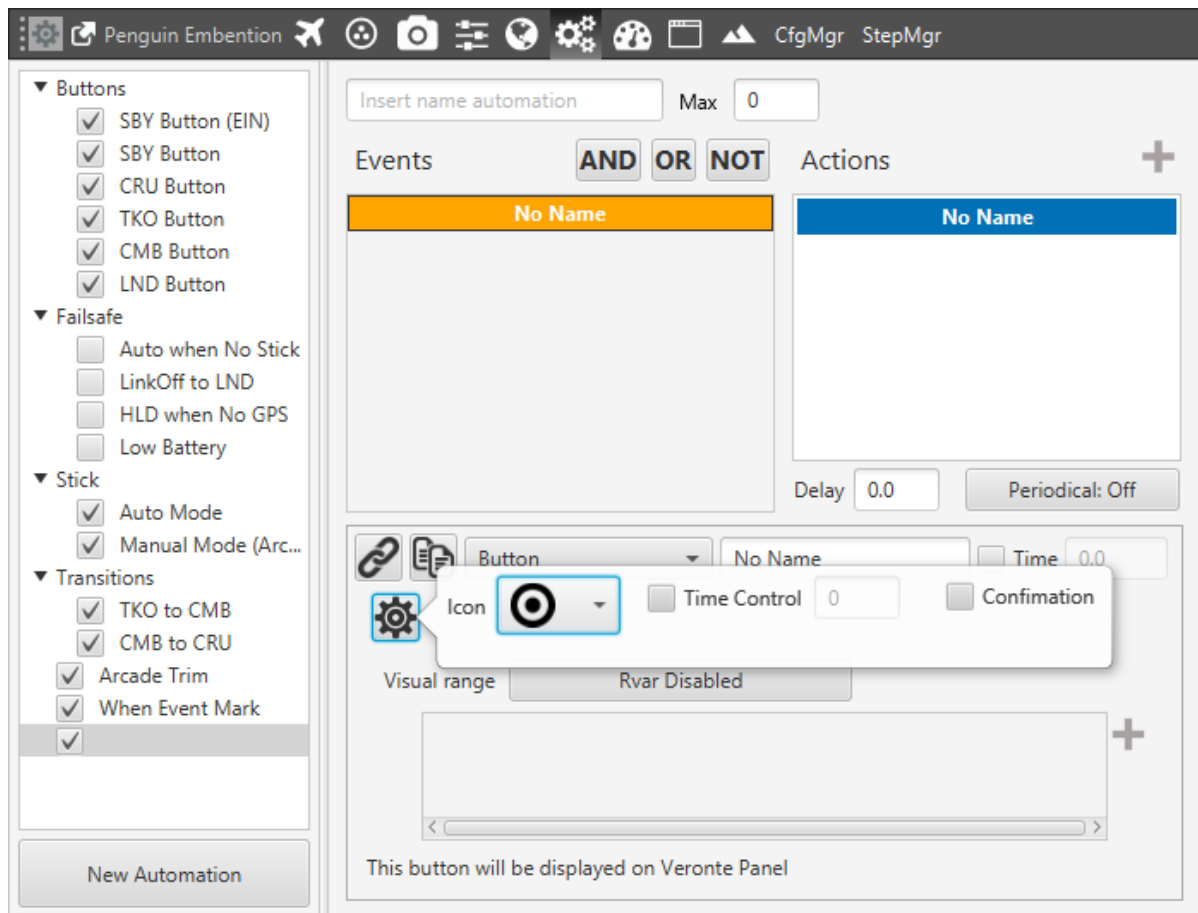 Penguin Embention CfgMgr StepMgr
Buttons
SBY Button (EIN)
SBY Button
CRU Button
TKO Button
CMB Button
LND Button
Failsafe
Auto when No Stick
LinkOff to LND
HLD when No GPS
Low Battery
Stick
Auto Mode
Manual Mode (Arc...
Transitions
TKO to CMB
CMB to CRU
Arcade Trim
When Event Mark
New Automation
Insert name automation Max 0
Events AND OR NOT Actions
No Name
No Name
Delay 0.0 Periodical: Off
Button No Name Time 0.0
Icon Time Control 0 Confimation
Visual range Rvar Disabled
This button will be displayed on Veronte Panel